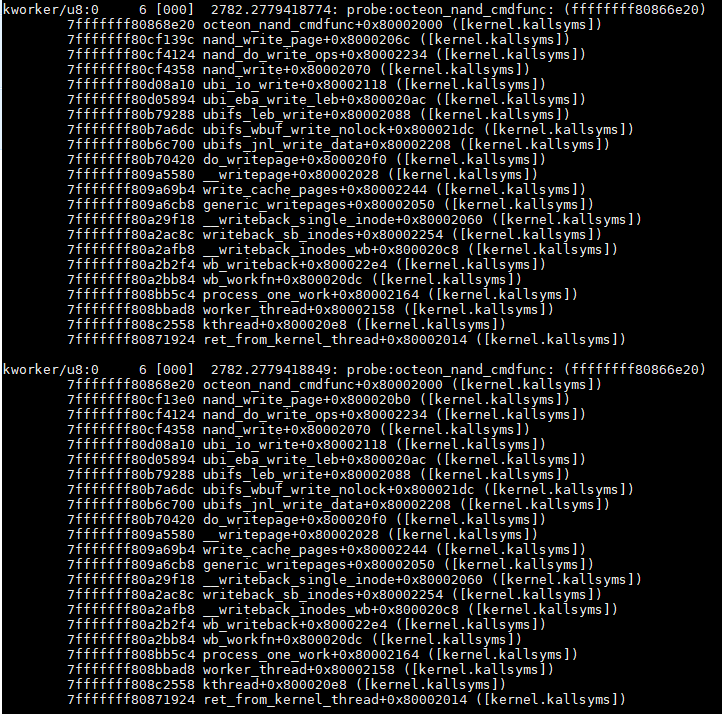 kworker/u8:0     6 [000]  2782.2779418774: probe:octeon_nand_cmdfunc: (ffffffff80866e20)
        7fffffff80868e20 octeon_nand_cmdfunc+0x80002000 ([kernel.kallsyms])
        7fffffff80cf139c nand_write_page+0x8000206c ([kernel.kallsyms])
        7fffffff80cf4124 nand_do_write_ops+0x80002234 ([kernel.kallsyms])
        7fffffff80cf4358 nand_write+0x80002070 ([kernel.kallsyms])
        7fffffff80d08a10 ubi_io_write+0x80002118 ([kernel.kallsyms])
        7fffffff80d05894 ubi_eba_write_leb+0x800020ac ([kernel.kallsyms])
        7fffffff80b79288 ubifs_leb_write+0x80002088 ([kernel.kallsyms])
        7fffffff80b7a6dc ubifs_wbuf_write_nolock+0x800021dc ([kernel.kallsyms])
        7fffffff80b6c700 ubifs_jnl_write_data+0x80002208 ([kernel.kallsyms])
        7fffffff80b70420 do_writepage+0x800020f0 ([kernel.kallsyms])
        7fffffff809a5580 __writepage+0x80002028 ([kernel.kallsyms])
        7fffffff809a69b4 write_cache_pages+0x80002244 ([kernel.kallsyms])
        7fffffff809a6cb8 generic_writepages+0x80002050 ([kernel.kallsyms])
        7fffffff80a29f18 __writeback_single_inode+0x80002060 ([kernel.kallsyms])
        7fffffff80a2ac8c writeback_sb_inodes+0x80002254 ([kernel.kallsyms])
        7fffffff80a2afb8 __writeback_inodes_wb+0x800020c8 ([kernel.kallsyms])
        7fffffff80a2b2f4 wb_writeback+0x800022e4 ([kernel.kallsyms])
        7fffffff80a2bb84 wb_workfn+0x800020dc ([kernel.kallsyms])
        7fffffff808bb5c4 process_one_work+0x80002164 ([kernel.kallsyms])
        7fffffff808bbad8 worker_thread+0x80002158 ([kernel.kallsyms])
        7fffffff808c2558 kthread+0x800020e8 ([kernel.kallsyms])
        7fffffff80871924 ret_from_kernel_thread+0x80002014 ([kernel.kallsyms])

kworker/u8:0     6 [000]  2782.2779418849: probe:octeon_nand_cmdfunc: (ffffffff80866e20)
        7fffffff80868e20 octeon_nand_cmdfunc+0x80002000 ([kernel.kallsyms])
        7fffffff80cf13e0 nand_write_page+0x800020b0 ([kernel.kallsyms])
        7fffffff80cf4124 nand_do_write_ops+0x80002234 ([kernel.kallsyms])
        7fffffff80cf4358 nand_write+0x80002070 ([kernel.kallsyms])
        7fffffff80d08a10 ubi_io_write+0x80002118 ([kernel.kallsyms])
        7fffffff80d05894 ubi_eba_write_leb+0x800020ac ([kernel.kallsyms])
        7fffffff80b79288 ubifs_leb_write+0x80002088 ([kernel.kallsyms])
        7fffffff80b7a6dc ubifs_wbuf_write_nolock+0x800021dc ([kernel.kallsyms])
        7fffffff80b6c700 ubifs_jnl_write_data+0x80002208 ([kernel.kallsyms])
        7fffffff80b70420 do_writepage+0x800020f0 ([kernel.kallsyms])
        7fffffff809a5580 __writepage+0x80002028 ([kernel.kallsyms])
        7fffffff809a69b4 write_cache_pages+0x80002244 ([kernel.kallsyms])
        7fffffff809a6cb8 generic_writepages+0x80002050 ([kernel.kallsyms])
        7fffffff80a29f18 __writeback_single_inode+0x80002060 ([kernel.kallsyms])
        7fffffff80a2ac8c writeback_sb_inodes+0x80002254 ([kernel.kallsyms])
        7fffffff80a2afb8 __writeback_inodes_wb+0x800020c8 ([kernel.kallsyms])
        7fffffff80a2b2f4 wb_writeback+0x800022e4 ([kernel.kallsyms])
        7fffffff80a2bb84 wb_workfn+0x800020dc ([kernel.kallsyms])
        7fffffff808bb5c4 process_one_work+0x80002164 ([kernel.kallsyms])
        7fffffff808bbad8 worker_thread+0x80002158 ([kernel.kallsyms])
        7fffffff808c2558 kthread+0x800020e8 ([kernel.kallsyms])
        7fffffff80871924 ret_from_kernel_thread+0x80002014 ([kernel.kallsyms])